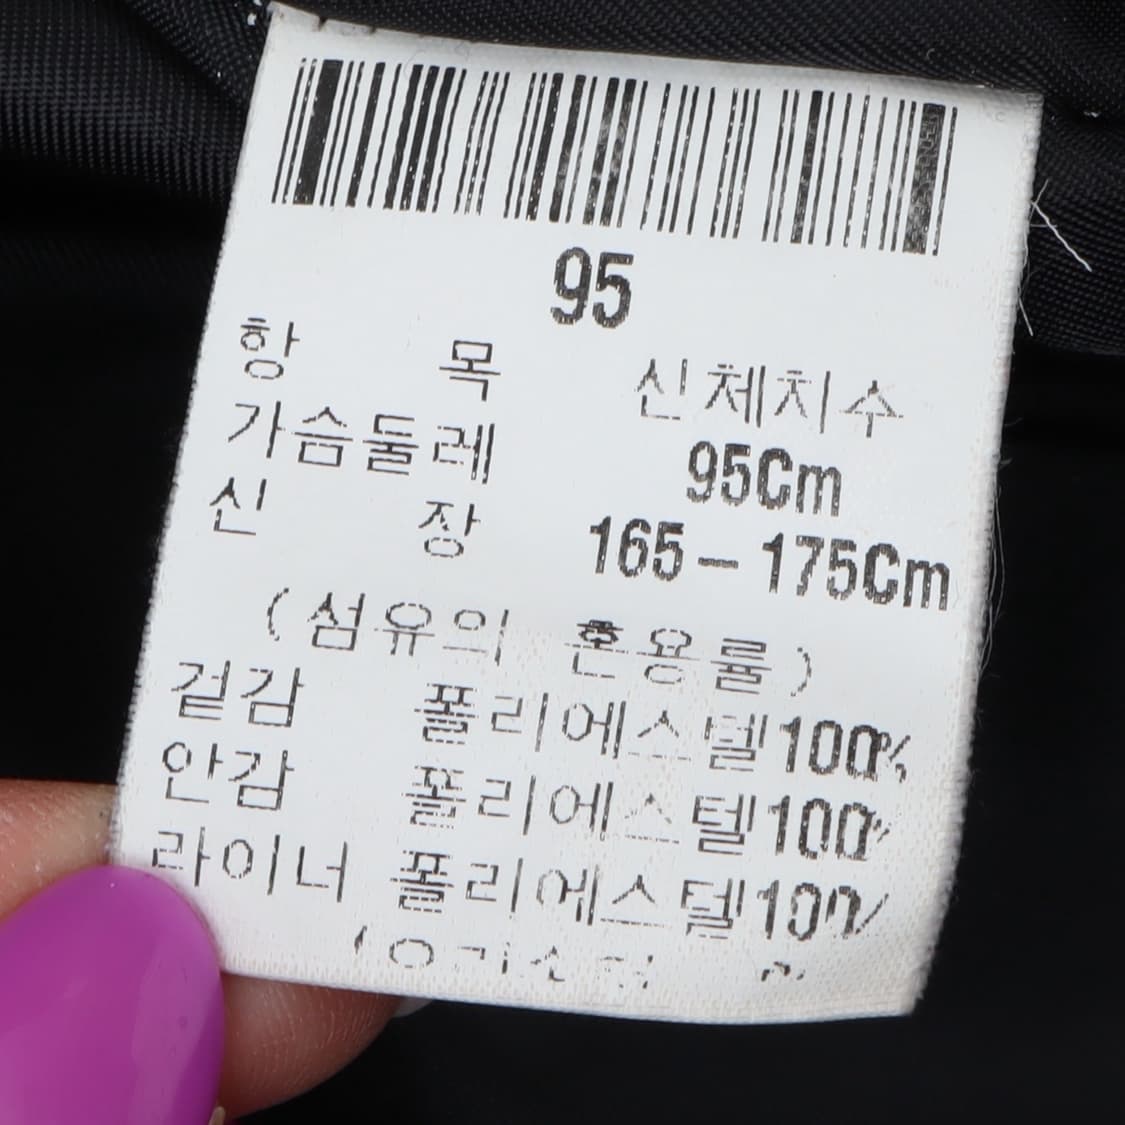 95
항 목 신체치수
가슴둘레 95Cm
신 장 165-175Cm
(섬유의 혼용률)
겉감 폴리에스텔100%
안감 폴리에스텔100%
라이너 폴리에스텔100%